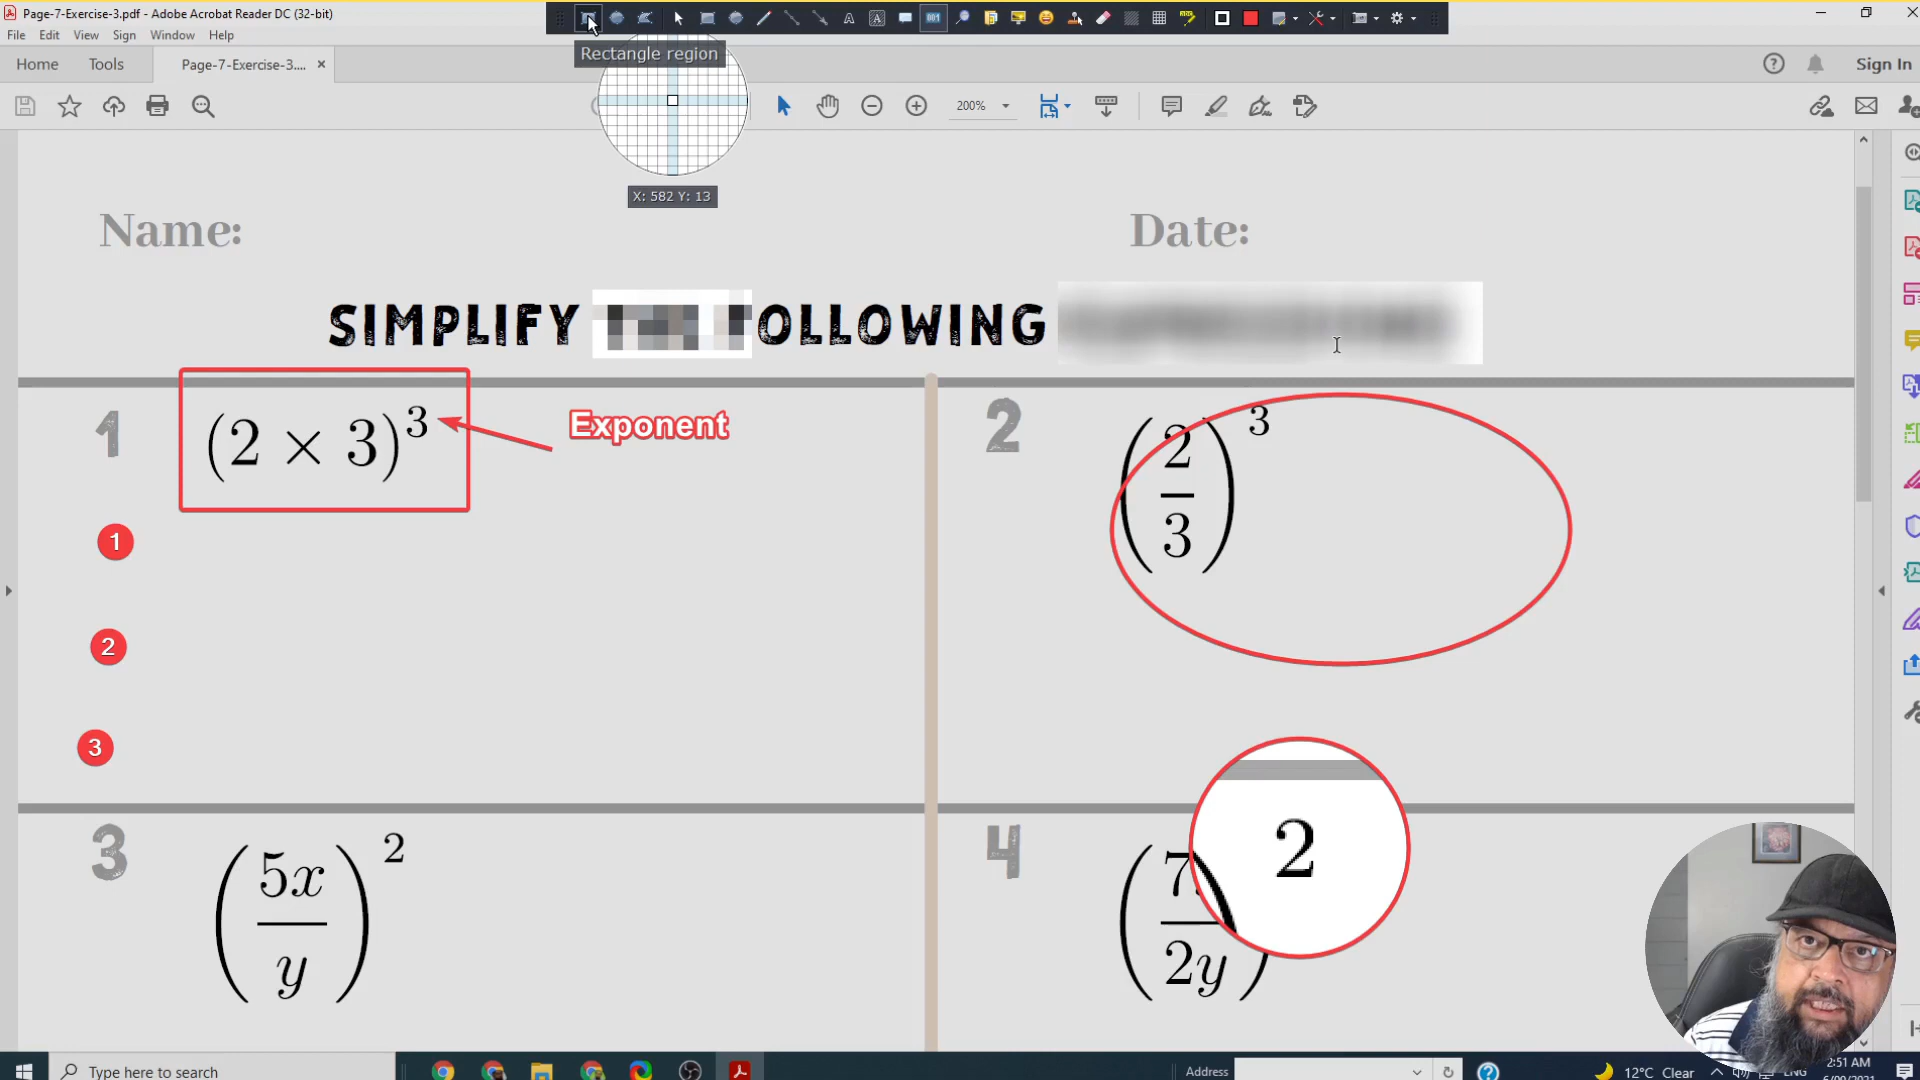 Page-7-Exercise-3.pdf - Adobe Acrobat Reader DC (32-bit)
File Edit View Sign Window Help
Rectangle region
Home Tools Page-7-Exercise-3.... × Sign In
200%
X: 582 Y: 13
Name: Date:
SIMPLIFY OLLOWING
1 (2 × 3)^3 Exponent
2 (2/3)^3
1
2
3
3 (5x/y)^2
4 (7 /2y) 2
2:51 AM
Type here to search Address 12°C Clear ENG